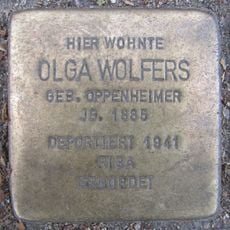 HIER WOHNTE
OLGA WOLFERS
GEB. OPPENHEIMER
JG. 1885
DEPORTIERT 1941
RIGA
ERMORDET